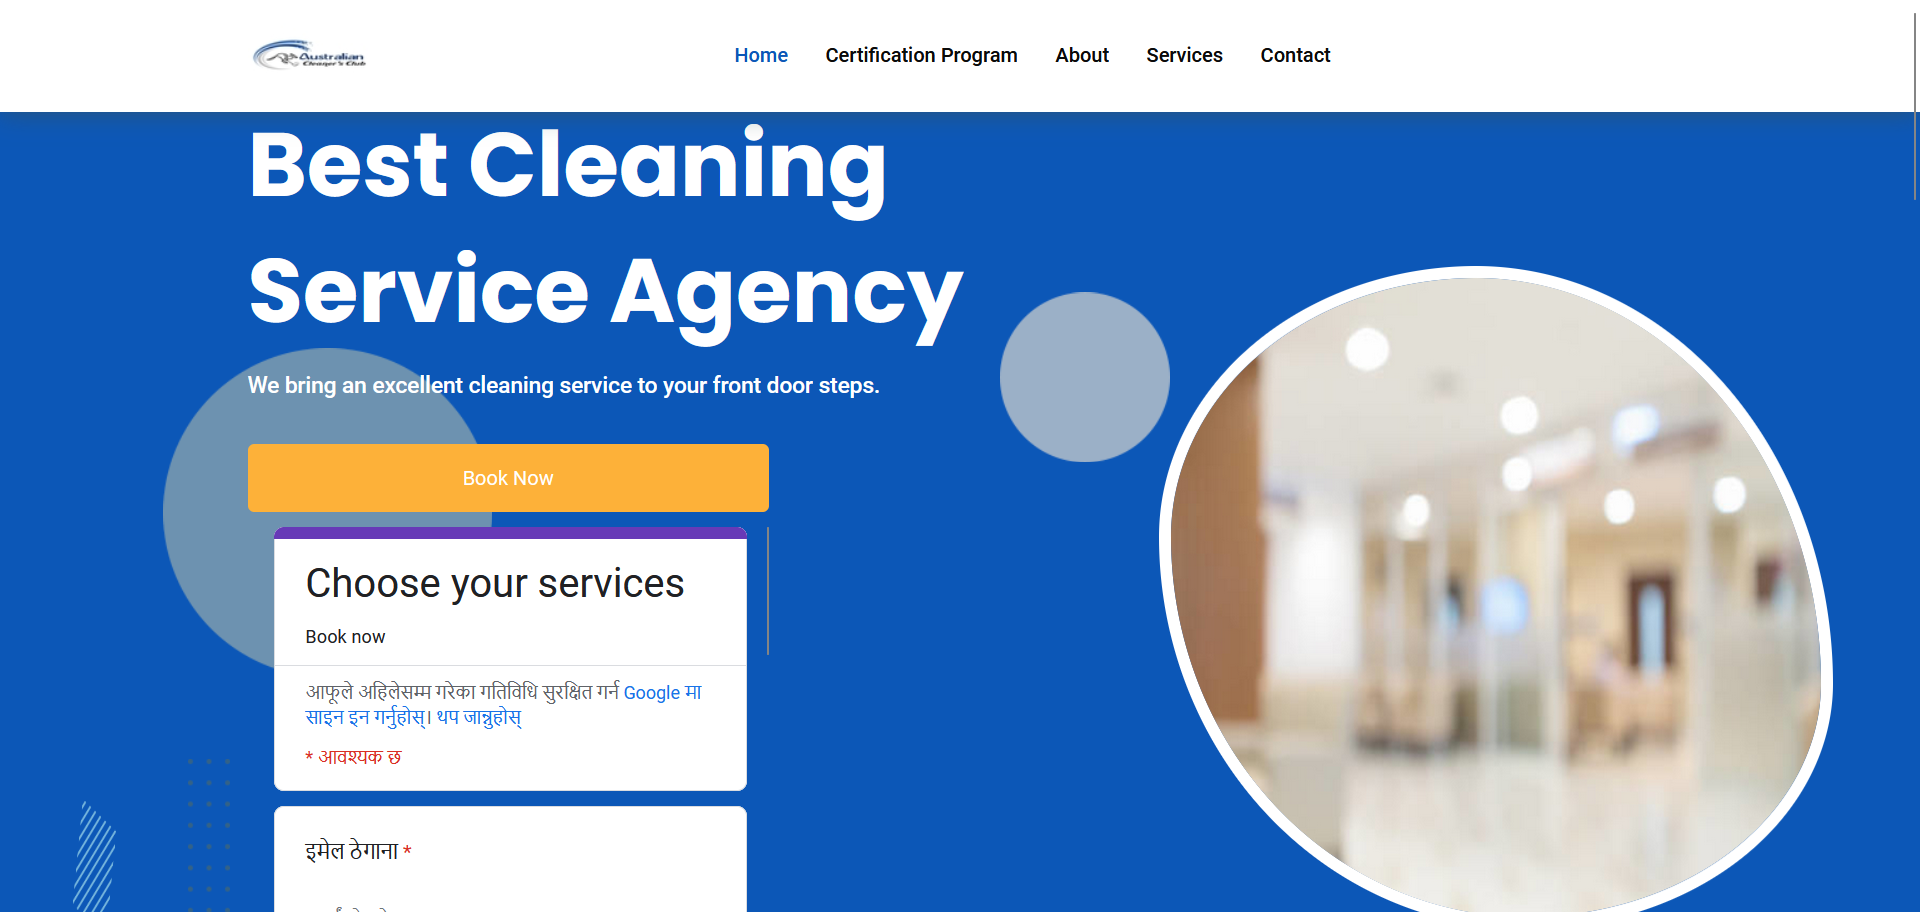 Australian
Cleaner's Club
Home
Certification Program
About
Services
Contact
Best Cleaning
Service Agency
We bring an excellent cleaning service to your front door steps.
Book Now
Choose your services
Book now
आफूले अहिलेसम्म गरेका गतिविधि सुरक्षित गर्न Google मा
साइन इन गर्नुहोस्। थप जान्नुहोस्
* आवश्यक छ
इमेल ठेगाना *